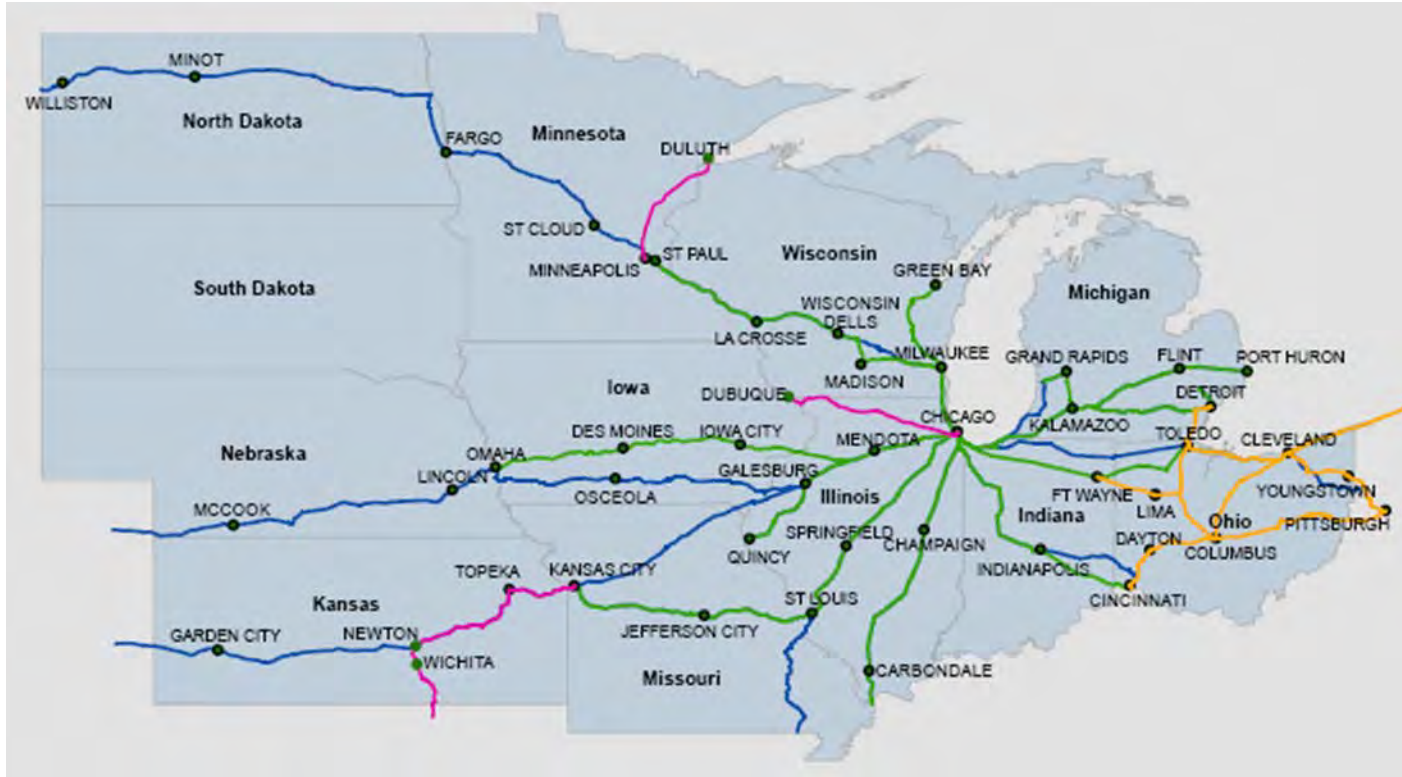 MINOT
WILLISTON
North Dakota
FARGO
Minnesota
DULUTH
ST CLOUD
ST PAUL
MINNEAPOLIS
Wisconsin
GREEN BAY
South Dakota
Michigan
WISCONSIN
DELLS
LA CROSSE
MILWAUKEE
GRAND RAPIDS
FLINT
PORT HURON
MADISON
Iowa
DUBUQUE
DETROIT
CHICAGO
KALAMAZOO
DES MOINES
IOWA CITY
MENDOTA
TOLEDO
CLEVELAND
Nebraska
OMAHA
LINCOLN
GALESBURG
OSCEOLA
Illinois
FT WAYNE
YOUNGSTOWN
MCCOOK
LIMA
Indiana
Ohio
PITTSBURGH
SPRINGFIELD
CHAMPAIGN
DAYTON
COLUMBUS
QUINCY
INDIANAPOLIS
TOPEKA
KANSAS CITY
CINCINNATI
Kansas
ST LOUIS
GARDEN CITY
NEWTON
JEFFERSON CITY
WICHITA
Missouri
CARBONDALE